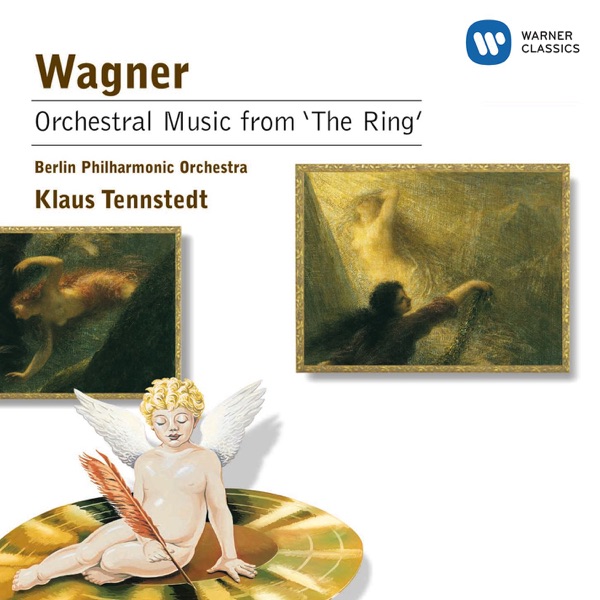 WARNER
CLASSICS
Wagner
Orchestral Music from ‘The Ring’
Berlin Philharmonic Orchestra
Klaus Tennstedt